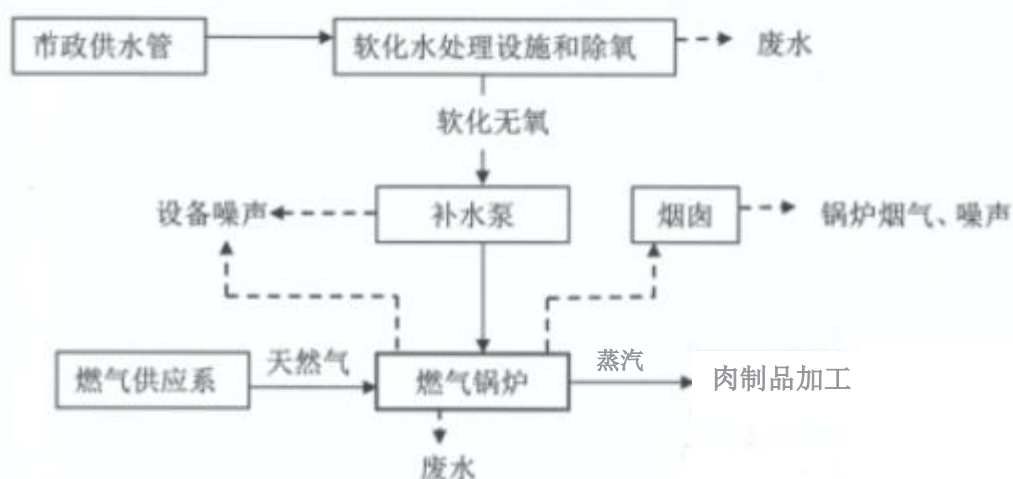 市政供水管
软化水处理设施和除氧
废水
软化无氧
设备噪声
补水泵
烟囱
锅炉烟气、噪声
燃气供应系
天然气
燃气锅炉
蒸汽
肉制品加工
废水